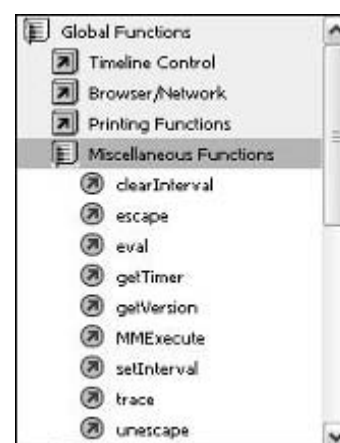 Global Functions
Timeline Control
Browser/Network
Printing Functions
Miscellaneous Functions
clearInterval
escape
eval
getTimer
getVersion
MMExecute
setInterval
trace
unescape